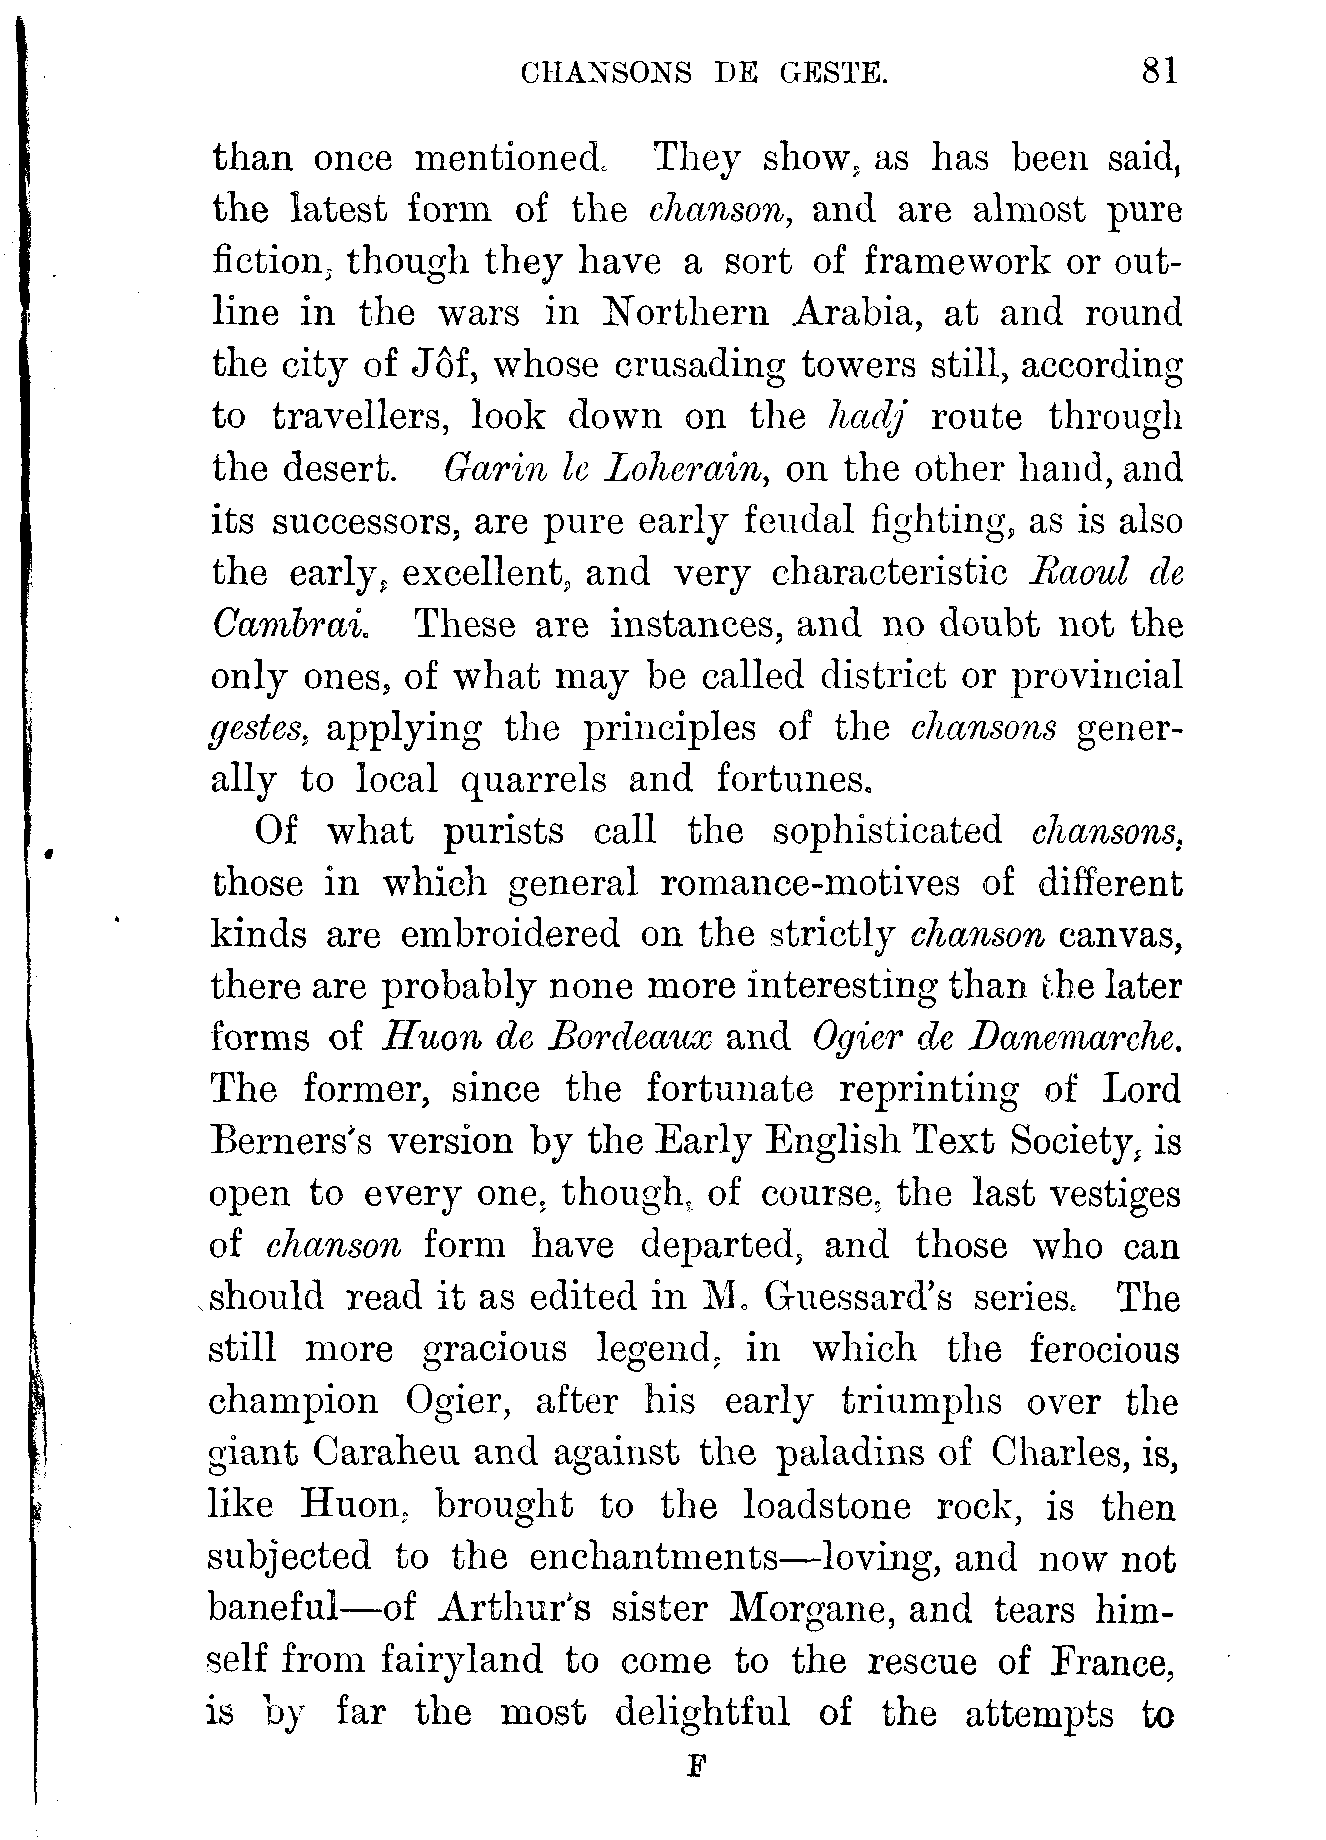 CHANSONS DE GESTE. 81
than once mentioned. They show, as has been said,
the latest form of the chanson, and are almost pure
fiction, though they have a sort of framework or out-
line in the wars in Northern Arabia, at and round
the city of Jôf, whose crusading towers still, according
to travellers, look down on the hadj route through
the desert. Garin le Loherain, on the other hand, and
its successors, are pure early feudal fighting, as is also
the early, excellent, and very characteristic Raoul de
Cambrai. These are instances, and no doubt not the
only ones, of what may be called district or provincial
gestes, applying the principles of the chansons gener-
ally to local quarrels and fortunes.
Of what purists call the sophisticated chansons,
those in which general romance-motives of different
kinds are embroidered on the strictly chanson canvas,
there are probably none more interesting than the later
forms of Huon de Bordeaux and Ogier de Danemarche.
The former, since the fortunate reprinting of Lord
Berners's version by the Early English Text Society, is
open to every one, though, of course, the last vestiges
of chanson form have departed, and those who can
should read it as edited in M. Guessard's series. The
still more gracious legend, in which the ferocious
champion Ogier, after his early triumphs over the
giant Caraheu and against the paladins of Charles, is,
like Huon, brought to the loadstone rock, is then
subjected to the enchantments—loving, and now not
baneful—of Arthur's sister Morgane, and tears him-
self from fairyland to come to the rescue of France,
is by far the most delightful of the attempts to
F